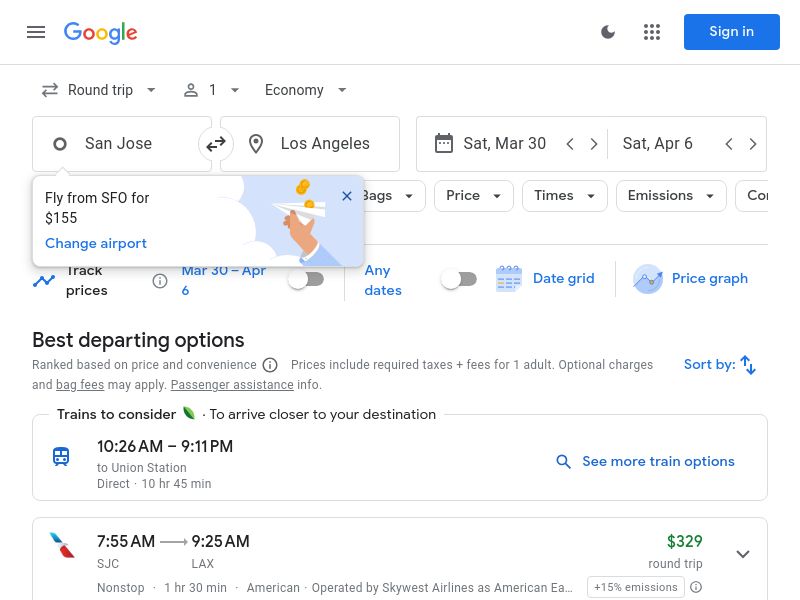 Google
Sign in
Round trip
1
Economy
San Jose
Los Angeles
Sat, Mar 30
Sat, Apr 6
Fly from SFO for
$155
Change airport
Bags
Price
Times
Emissions
Track
prices
Mar 30 – Apr
6
Any
dates
Date grid
Price graph
Best departing options
Ranked based on price and convenience
Prices include required taxes + fees for 1 adult. Optional charges
and bag fees may apply. Passenger assistance info.
Sort by:
Trains to consider · To arrive closer to your destination
10:26 AM – 9:11 PM
to Union Station
Direct · 10 hr 45 min
See more train options
7:55 AM
9:25 AM
$329
SJC
LAX
round trip
Nonstop · 1 hr 30 min · American · Operated by Skywest Airlines as American Ea…
+15% emissions